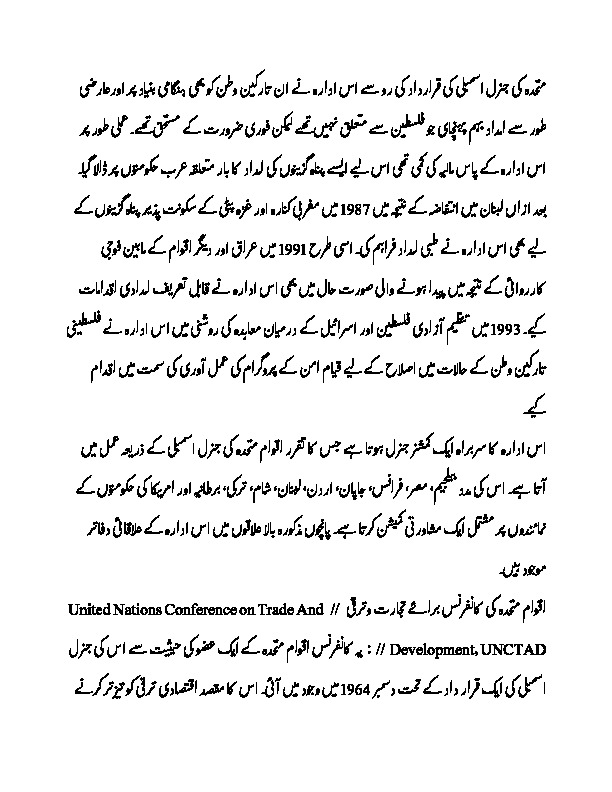 متحدہ کی جنرل اسمبلی کی قرارداد کی رو سے اس ادارہ نے ان تارکین وطن کو بھی ہنگامی بنیاد پر اور عارضی
طور سے امداد بہم پہنچای جو فلسطین سے متعلق نہیں تھے لیکن فوری ضرورت کے مستحق تھے۔ عملی طور پر
اس ادارہ کے پاس مالیہ کی کمی تھی اس لیے ایسے پناہ گزینوں کی امداد کا بار متعلقہ عرب حکومتوں پر ڈالا گیا۔
بعد ازاں لبنان میں انتفاضہ کے نتیجہ میں 1987 میں مغربی کنارہ اور غزہ پٹی کے سکونت پذیر پناہ گزینوں کے
لیے بھی اس ادارہ نے طبی امداد فراہم کی۔ اسی طرح 1991 میں عراق اور دیگر اقوام کے مابین فوجی
کارروائی کے نتیجہ میں پیدا ہونے والی صورت حال میں بھی اس ادارہ نے قابل تعریف امدادی اقدامات
کیے۔ 1993 میں تنظیم آزادی فلسطین اور اسرائیل کے درمیان معاہدہ کی روشنی میں اس ادارہ نے فلسطینی
تارکین وطن کے حالات میں اصلاح کے لیے قیام امن کے پروگرام کی عمل آوری کی سمت میں اقدام
کیے۔
اس ادارہ کا سربراہ ایک کمشنر جنرل ہوتا ہے جس کا تقرر اقوام متحدہ کی جنرل اسمبلی کے ذریعہ عمل میں
آتا ہے۔ اس کی مدد بیلجیم، مصر، فرانس، جاپان، اردن، لبنان، شام، ترکی، برطانیہ اور امریکا کی حکومتوں کے
نمائندوں پر مشتمل ایک مشاورتی کمیشن کرتا ہے۔ پانچوں مذکورہ بالا علاقوں میں اس ادارہ کے علاقائی دفاتر
موجود ہیں۔
اقوام متحدہ کی کانفرنس برائے تجارت و ترقی // United Nations Conference on Trade And
Development, UNCTAD // : یہ کانفرنس اقوام متحدہ کے ایک عضو کی حیثیت سے اس کی جنرل
اسمبلی کی ایک قرار داد کے تحت دسمبر 1964 میں وجود میں آئی۔ اس کا مقصد اقتصادی ترقی کو تیز تر کرنے